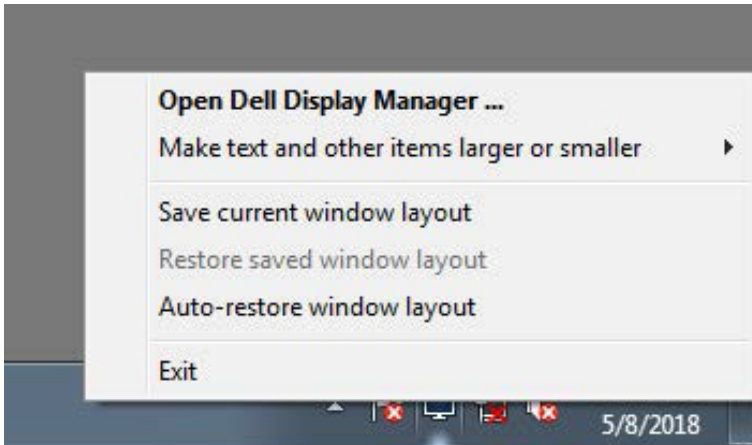 Open Dell Display Manager ...
Make text and other items larger or smaller
Save current window layout
Restore saved window layout
Auto-restore window layout
Exit
5/8/2018